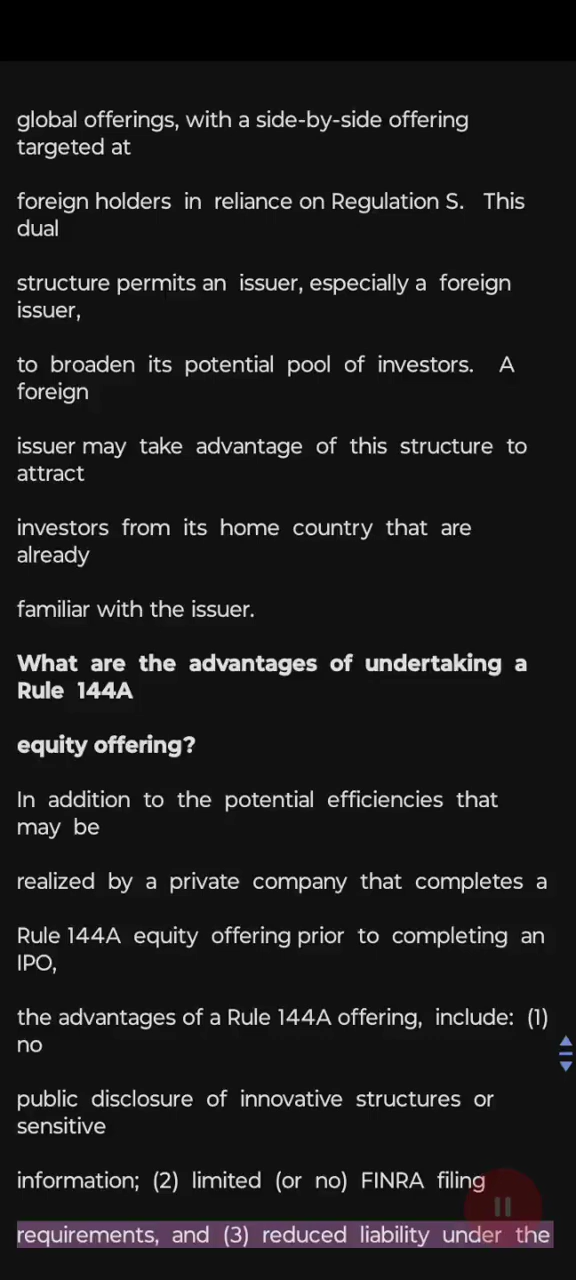 global offerings, with a side-by-side offering
targeted at
foreign holders in reliance on Regulation S. This
dual
structure permits an issuer, especially a foreign
issuer,
to broaden its potential pool of investors. A
foreign
issuer may take advantage of this structure to
attract
investors from its home country that are
already
familiar with the issuer.
What are the advantages of undertaking a
Rule 144A
equity offering?
In addition to the potential efficiencies that
may be
realized by a private company that completes a
Rule 144A equity offering prior to completing an
IPO,
the advantages of a Rule 144A offering, include: (1)
no
public disclosure of innovative structures or
sensitive
information; (2) limited (or no) FINRA filing
requirements, and (3) reduced liability under the